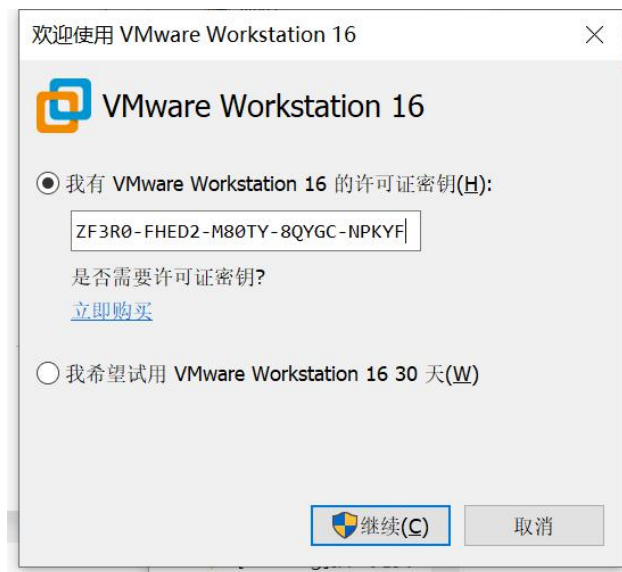 欢迎使用 VMware Workstation 16
VMware Workstation 16
我有 VMware Workstation 16 的许可证密钥(H):
ZF3R0-FHED2-M80TY-8QYGC-NPKYF
是否需要许可证密钥?
立即购买
我希望试用 VMware Workstation 16 30 天(W)
继续(C) 取消